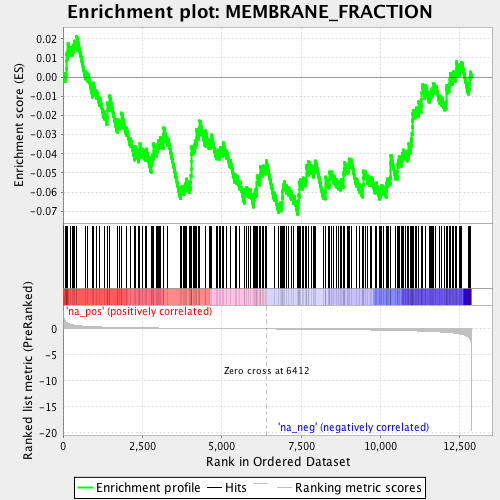 Enrichment plot: MEMBRANE_FRACTION
Enrichment score (ES)
0.02
0.01
0.00
-0.01
-0.02
-0.03
-0.04
-0.05
-0.06
-0.07
Ranked list metric (PreRanked)
'na_pos' (positively correlated)
0
-5
-10
-15
-20
Zero cross at 6412
'na_neg' (negatively correlated)
0
2,500
5,000
7,500
10,000
12,500
Rank in Ordered Dataset
Enrichment profile
Hits
Ranking metric scores